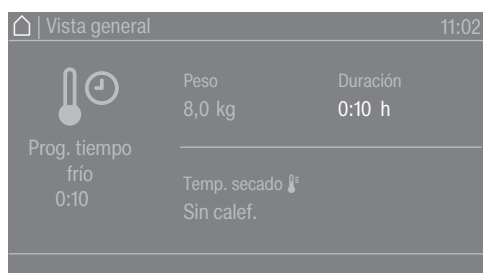 | Vista general 11:02
Peso Duración
8,0 kg 0:10 h
Prog. tiempo
frío
0:10
Temp. secado
Sin calef.